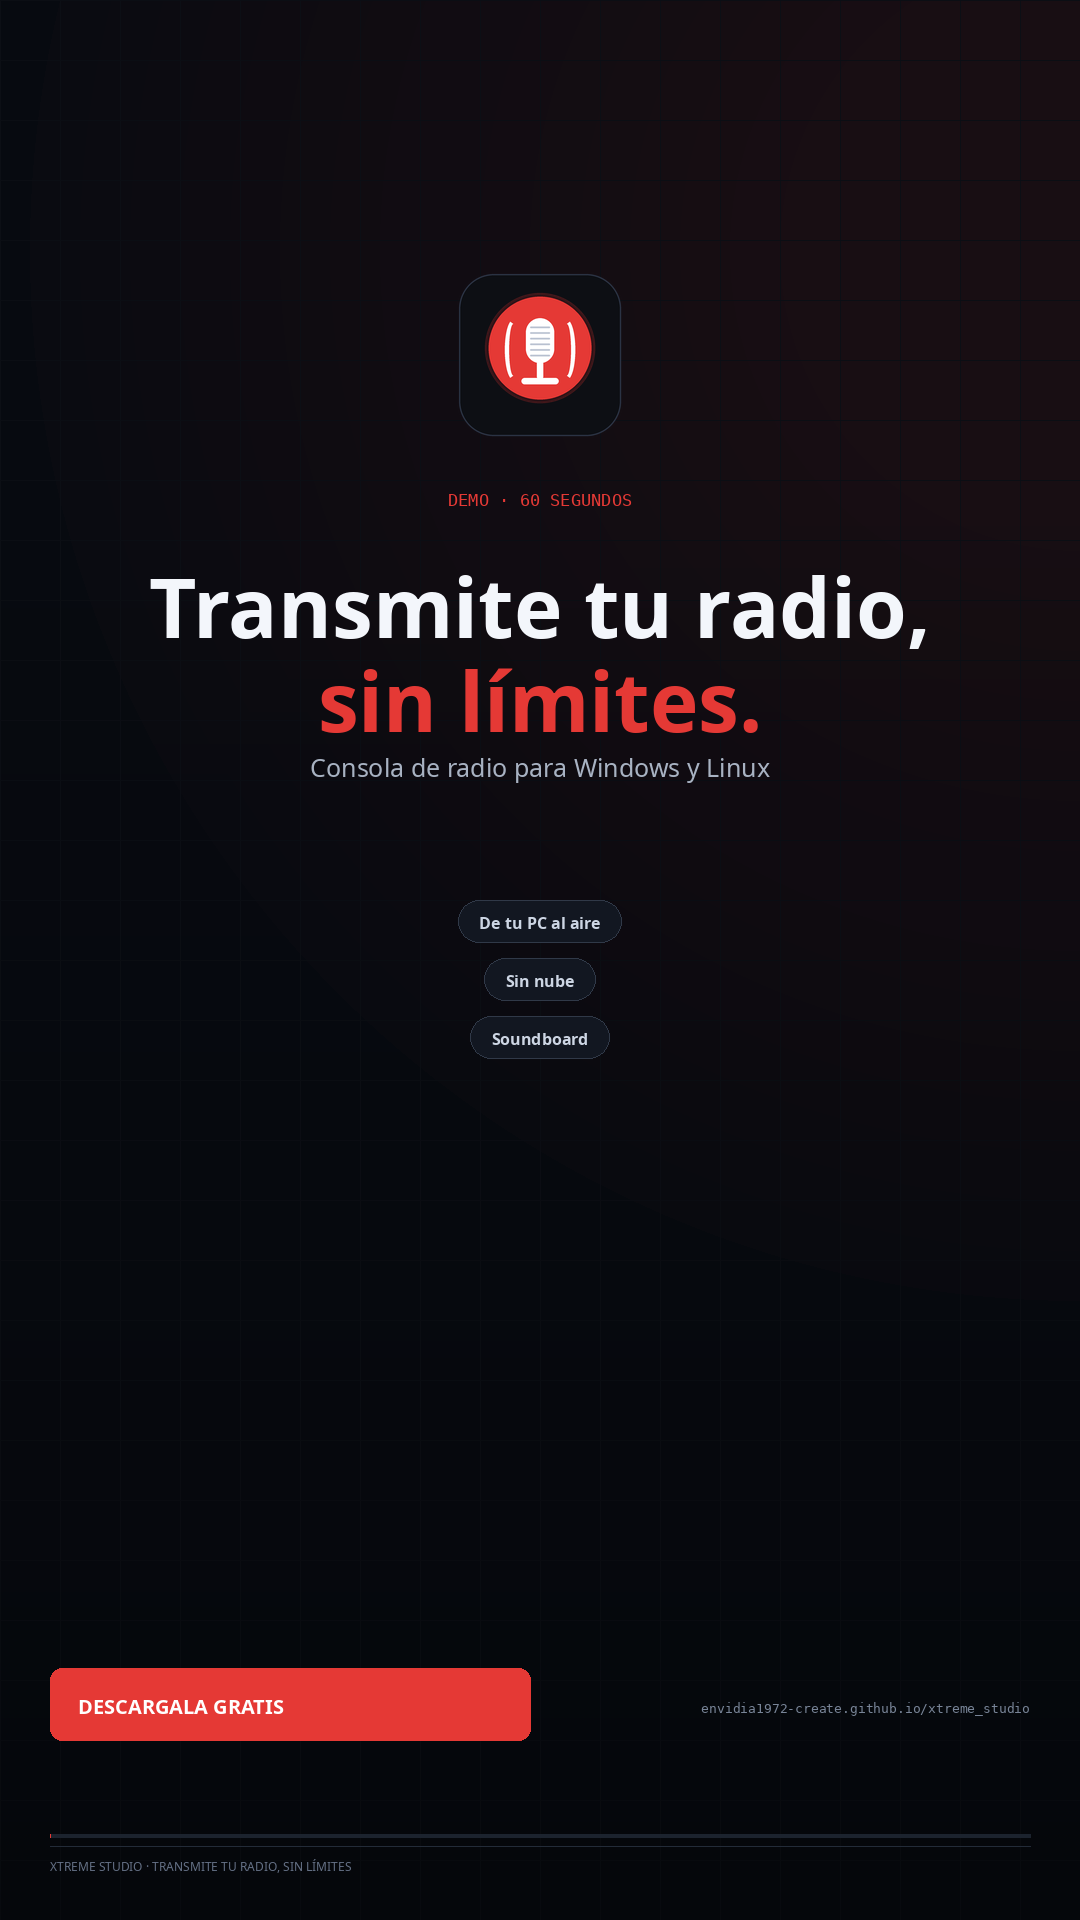 DEMO · 60 SEGUNDOS
Transmite tu radio,
sin límites.
Consola de radio para Windows y Linux
De tu PC al aire
Sin nube
Soundboard
DESCARGALA GRATIS
envidia1972-create.github.io/xtreme_studio
XTREME STUDIO · TRANSMITE TU RADIO, SIN LÍMITES